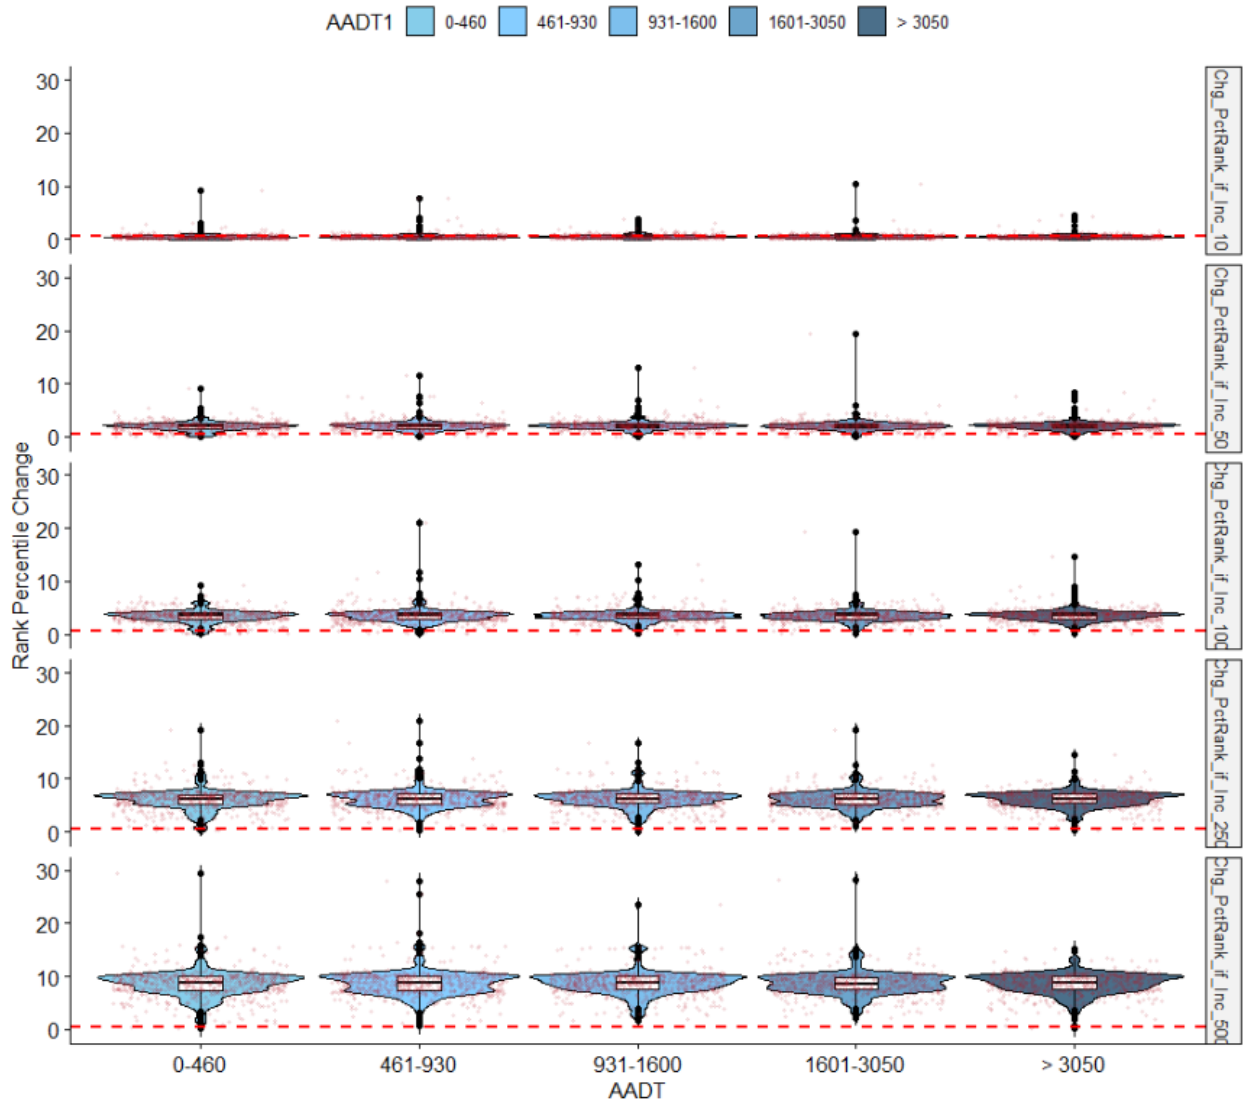 AADT1 0-460 461-930 931-1600 1601-3050 > 3050
Rank Percentile Change
30
20
10
0
Chg_PctRank_if_Inc_10
30
20
10
0
Chg_PctRank_if_Inc_50
30
20
10
0
Chg_PctRank_if_Inc_100
30
20
10
0
Chg_PctRank_if_Inc_250
30
20
10
0
Chg_PctRank_if_Inc_500
0-460 461-930 931-1600 1601-3050 > 3050
AADT